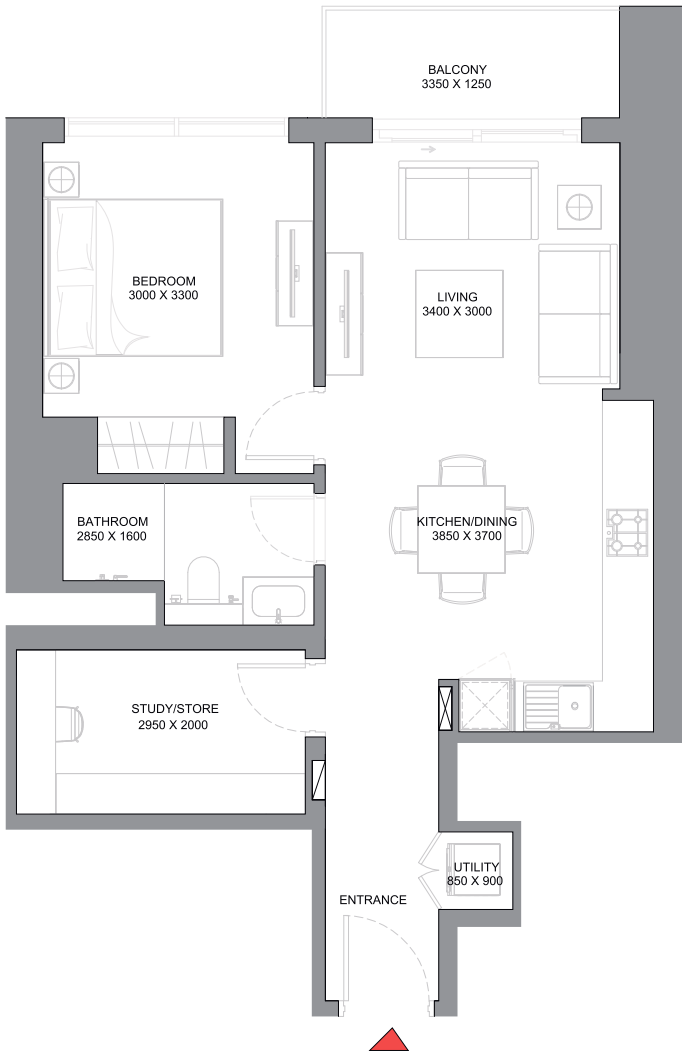 BALCONY
3350 X 1250
BEDROOM
3000 X 3300
LIVING
3400 X 3000
BATHROOM
2850 X 1600
KITCHEN/DINING
3850 X 3700
STUDY/STORE
2950 X 2000
UTILITY
850 X 900
ENTRANCE